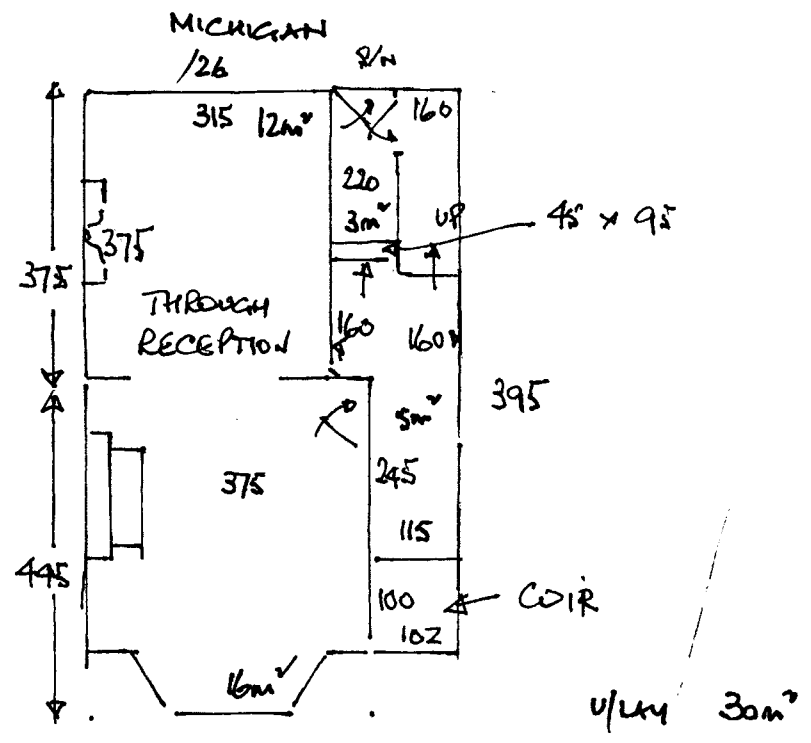 MICHIGAN
/26
315 12m²
160
220
3m²
UP
45 x 95
375
375
THROUGH
RECEPTION
160
160
395
5m²
375
245
115
445
100
COIR
102
16m²
U/LAY 30m²